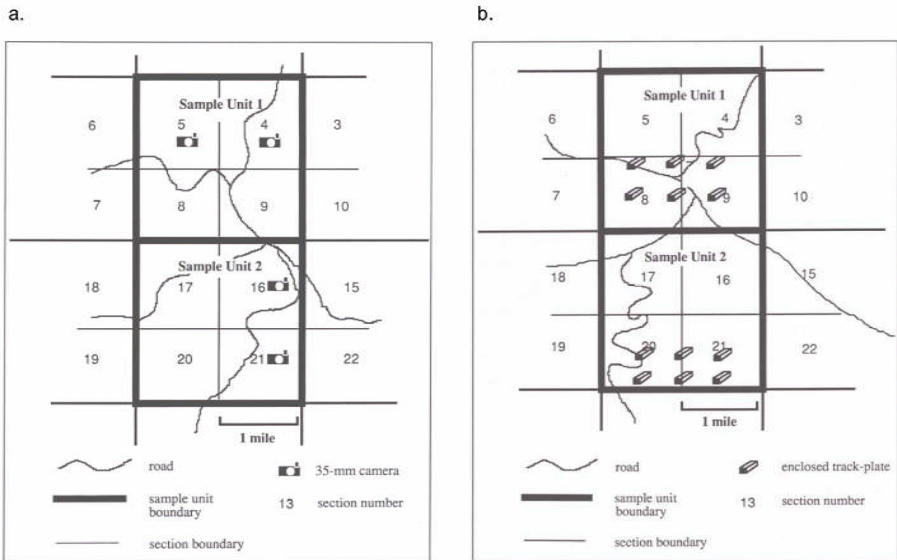 a.
Sample Unit 1
6 5 4 3
7 8 9 10
Sample Unit 2
18 17 16 15
19 20 21 22
1 mile
road
35-mm camera
sample unit
boundary
13 section number
section boundary
b.
Sample Unit 1
6 5 4 3
7 8 9 10
Sample Unit 2
18 17 16 15
19 20 21 22
1 mile
road
enclosed track-plate
sample unit
boundary
13 section number
section boundary